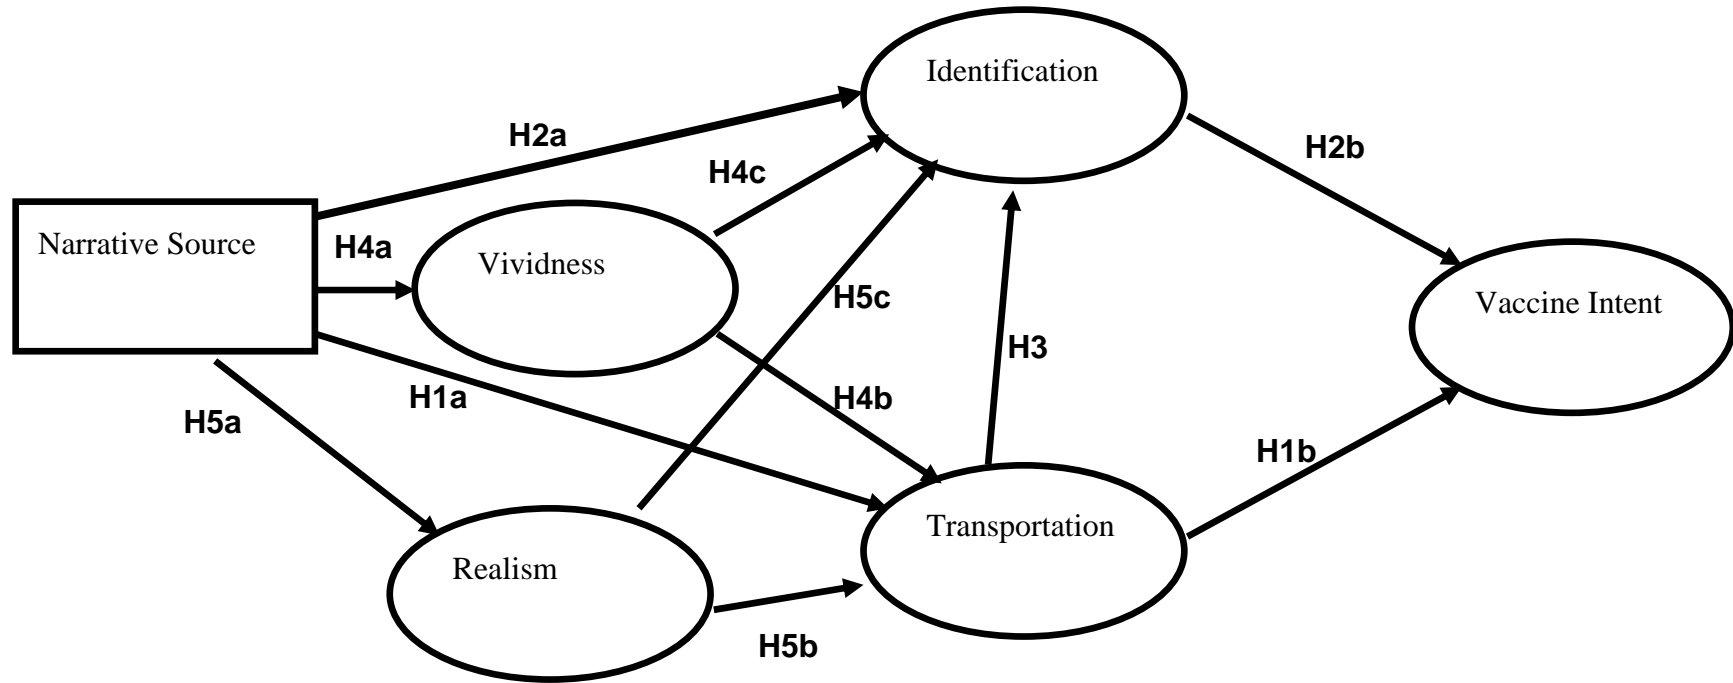 Identification
H2a
H2b
H4c
Narrative Source
H4a
Vividness
H5c
Vaccine Intent
H3
H1a
H4b
H5a
H1b
Transportation
Realism
H5b